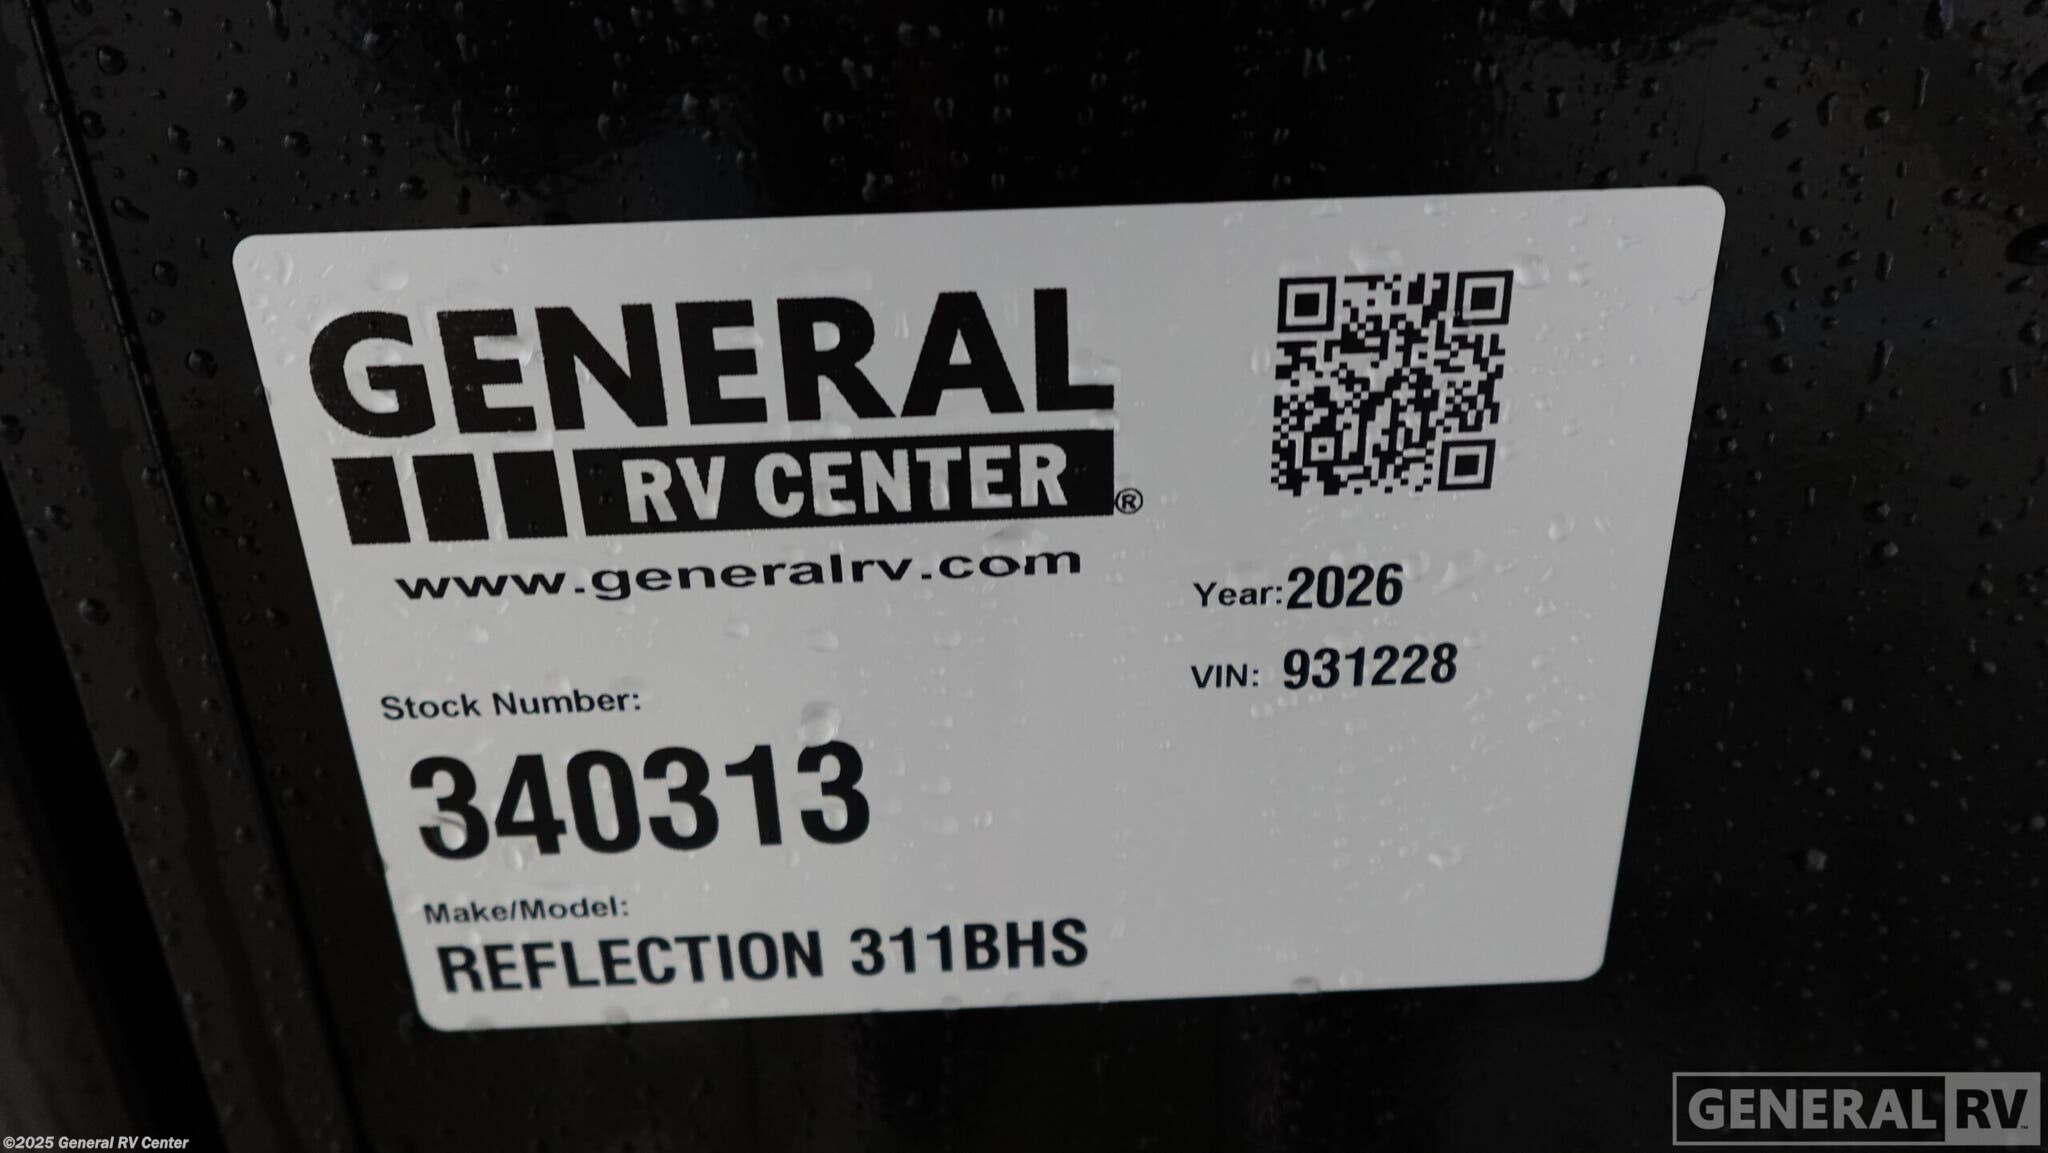 GENERAL
RV CENTER®
www.generalrv.com
Year: 2026
VIN: 931228
Stock Number:
340313
Make/Model:
REFLECTION 311BHS
GENERAL RV™
©2025 General RV Center